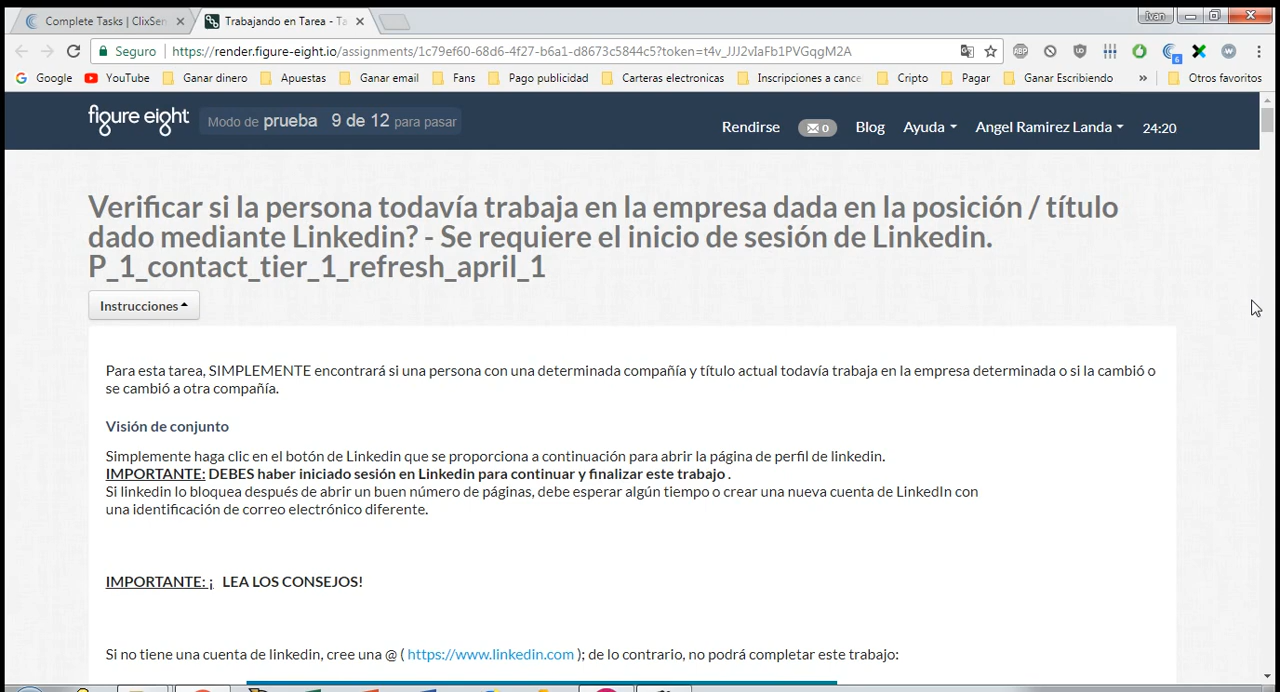 Complete Tasks | ClixSen
Trabajando en Tarea - Ta
Ivan
Seguro
https://render.figure-eight.io/assignments/1c79ef60-68d6-4f27-b6a1-d8673c5844c5?token=t4v_JJJ2vIaFb1PVGqgM2A
ABP
6
W
Google YouTube Ganar dinero Apuestas Ganar email Fans Pago publicidad Carteras electronicas Inscripciones a cance Cripto Pagar Ganar Escribiendo » Otros favoritos
figure eight Modo de prueba 9 de 12 para pasar
Rendirse 0 Blog Ayuda Angel Ramirez Landa 24:20
Verificar si la persona todavía trabaja en la empresa dada en la posición / título
dado mediante Linkedin? - Se requiere el inicio de sesión de Linkedin.
P_1_contact_tier_1_refresh_april_1
Instrucciones
Para esta tarea, SIMPLEMENTE encontrará si una persona con una determinada compañía y título actual todavía trabaja en la empresa determinada o si la cambió o
se cambió a otra compañía.
Visión de conjunto
Simplemente haga clic en el botón de Linkedin que se proporciona a continuación para abrir la página de perfil de linkedin.
IMPORTANTE: DEBES haber iniciado sesión en Linkedin para continuar y finalizar este trabajo .
Si linkedin lo bloquea después de abrir un buen número de páginas, debe esperar algún tiempo o crear una nueva cuenta de LinkedIn con
una identificación de correo electrónico diferente.
IMPORTANTE: ¡ LEA LOS CONSEJOS!
Si no tiene una cuenta de linkedin, cree una @ ( https://www.linkedin.com ); de lo contrario, no podrá completar este trabajo: